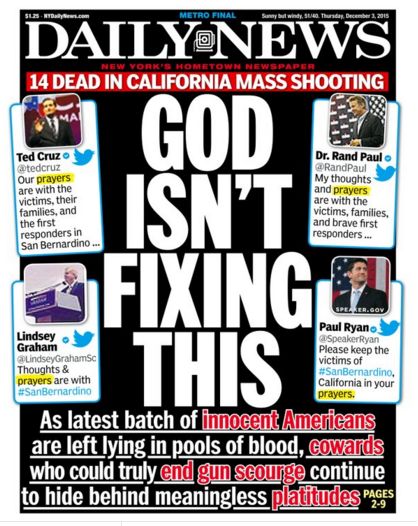 $1.25 • NYDailyNews.com
METRO FINAL
Sunny but windy, 51/40. Thursday, December 3, 2015
DAILY NEWS
NEW YORK'S HOMETOWN NEWSPAPER
14 DEAD IN CALIFORNIA MASS SHOOTING
GOD
ISN'T
FIXING
THIS
Ted Cruz
@tedcruz
Our prayers
are with the
victims, their
families, and
the first
responders in
San Bernardino ...
Dr. Rand Paul
@RandPaul
My thoughts
and prayers
are with the
victims, families,
and brave first
responders ...
Lindsey
Graham
@LindseyGrahamSc
Thoughts &
prayers are with
#SanBernardino
SPEAKER.GOV
Paul Ryan
@SpeakerRyan
Please keep the
victims of
#SanBernardino,
California in your
prayers.
As latest batch of innocent Americans
are left lying in pools of blood, cowards
who could truly end gun scourge continue
to hide behind meaningless platitudes
PAGES
2-9